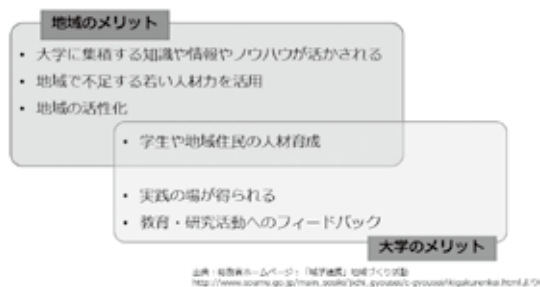 地域のメリット
• 大学に集積する知識や情報やノウハウが活かされる
• 地域で不足する若い人材力を活用
• 地域の活性化
• 学生や地域住民の人材育成
• 実践の場が得られる
• 教育・研究活動へのフィードバック
大学のメリット
出典：総務省ホームページ：「域学連携」地域づくり活動